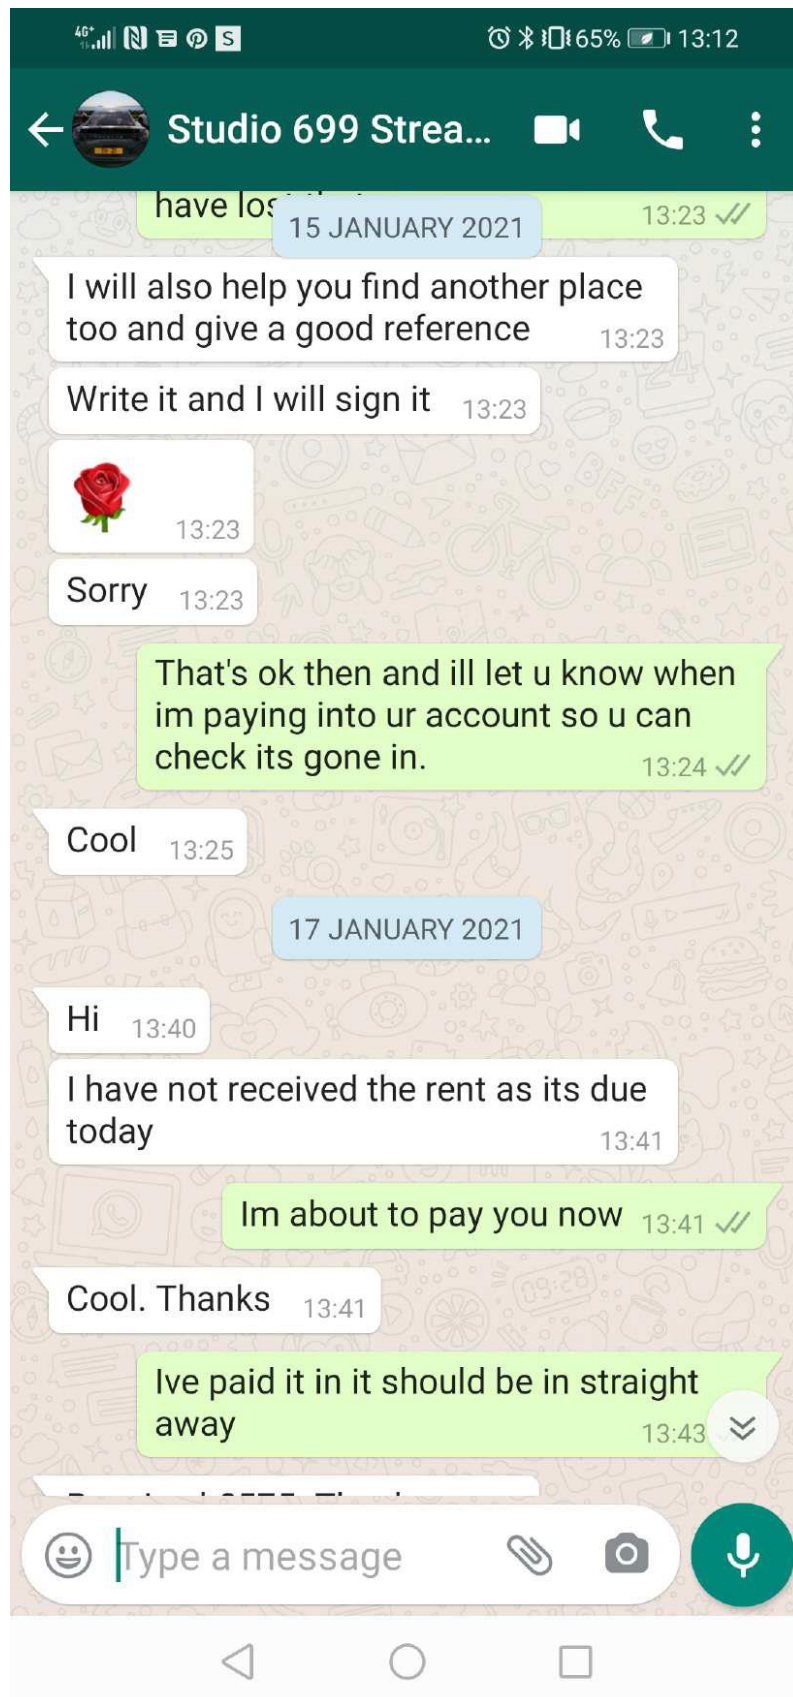 4G+
S
65% 13:12
Studio 699 Strea...
have lost
13:23
15 JANUARY 2021
I will also help you find another place
too and give a good reference 13:23
Write it and I will sign it 13:23
13:23
Sorry 13:23
That's ok then and ill let u know when
im paying into ur account so u can
check its gone in. 13:24
Cool 13:25
17 JANUARY 2021
Hi 13:40
I have not received the rent as its due
today 13:41
Im about to pay you now 13:41
Cool. Thanks 13:41
Ive paid it in it should be in straight
away 13:43
Type a message